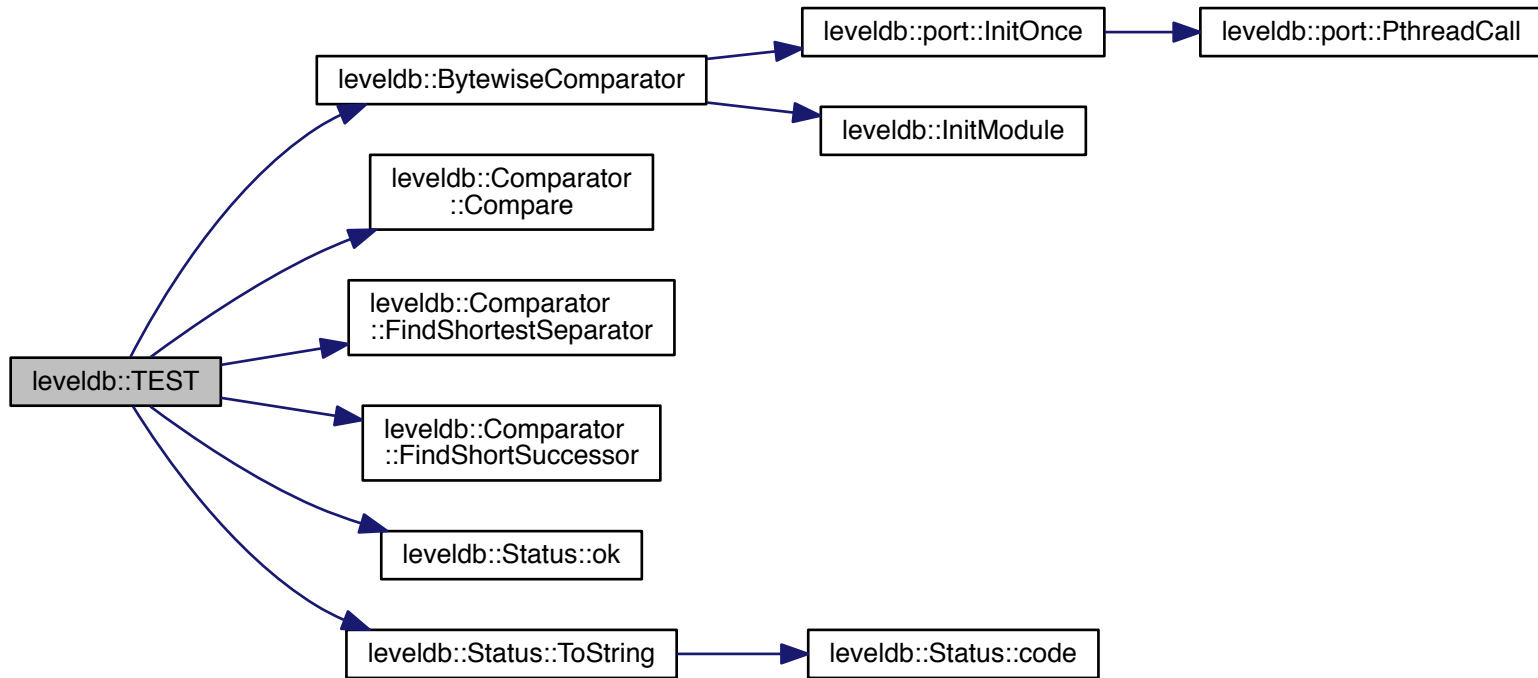 leveldb::port::InitOnce
leveldb::port::PthreadCall
leveldb::BytewiseComparator
leveldb::InitModule
leveldb::Comparator
::Compare
leveldb::Comparator
::FindShortestSeparator
leveldb::TEST
leveldb::Comparator
::FindShortSuccessor
leveldb::Status::ok
leveldb::Status::ToString
leveldb::Status::code